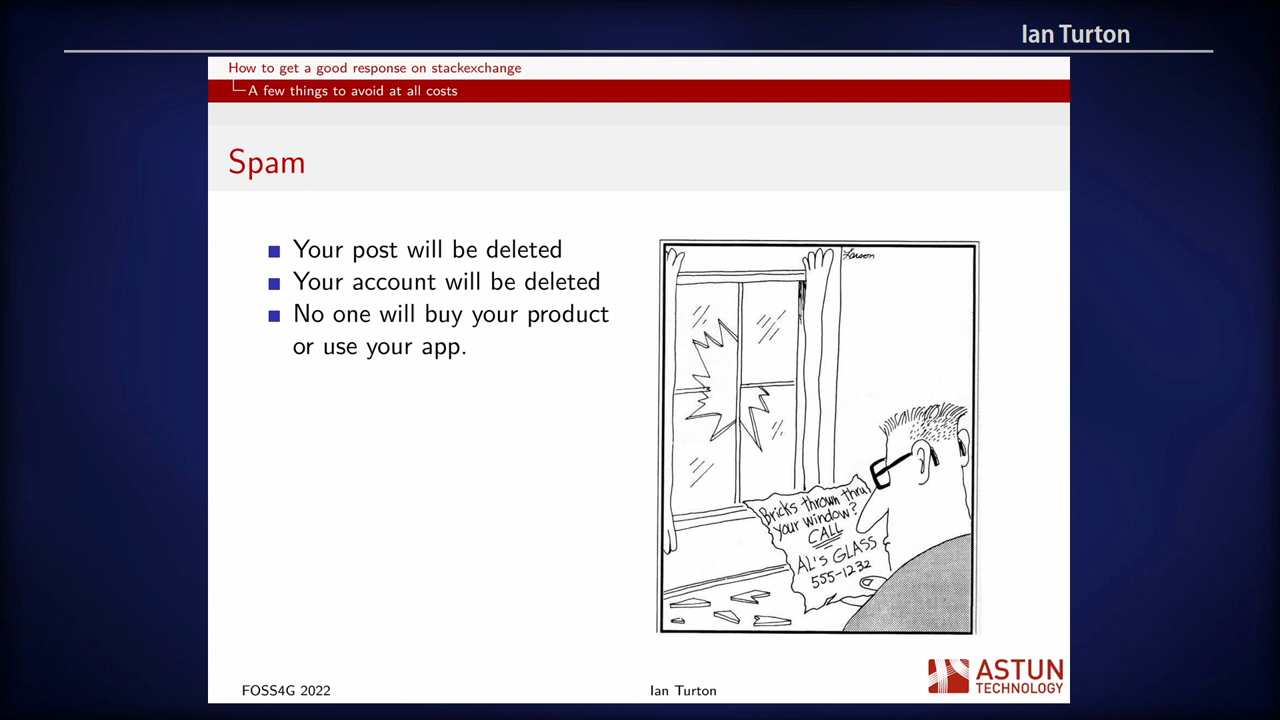 Ian Turton
How to get a good response on stackexchange
A few things to avoid at all costs
Spam
Your post will be deleted
Your account will be deleted
No one will buy your product
or use your app.
Larson
Bricks thrown thru
your window?
CALL
AL'S GLASS
555-1232
FOSS4G 2022
Ian Turton
ASTUN
TECHNOLOGY